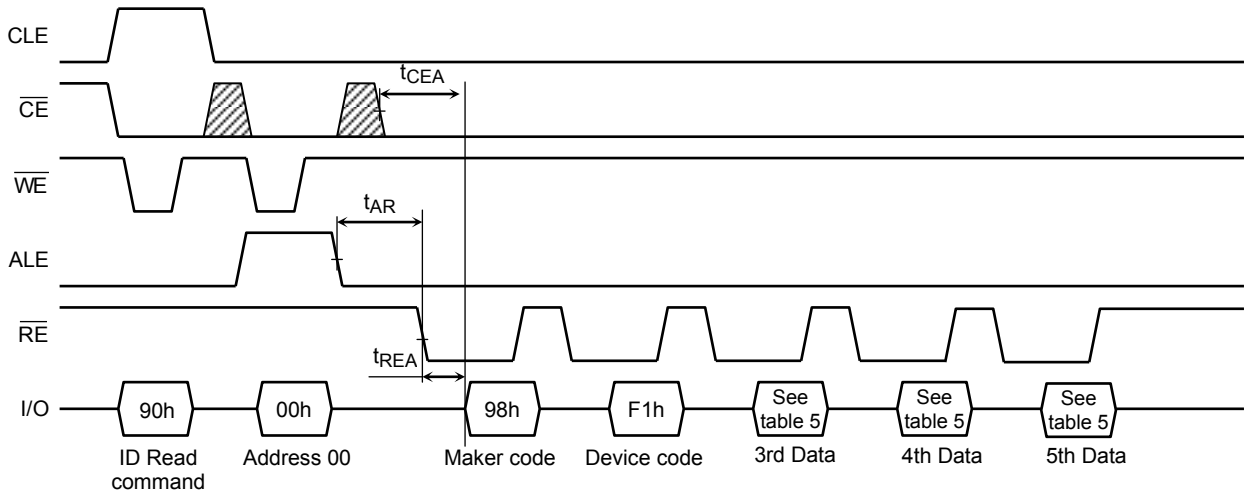 CLE
tCEA
CE
WE
tAR
ALE
RE
tREA
I/O
90h
00h
98h
F1h
See
table 5
See
table 5
See
table 5
ID Read
command
Address 00
Maker code
Device code
3rd Data
4th Data
5th Data